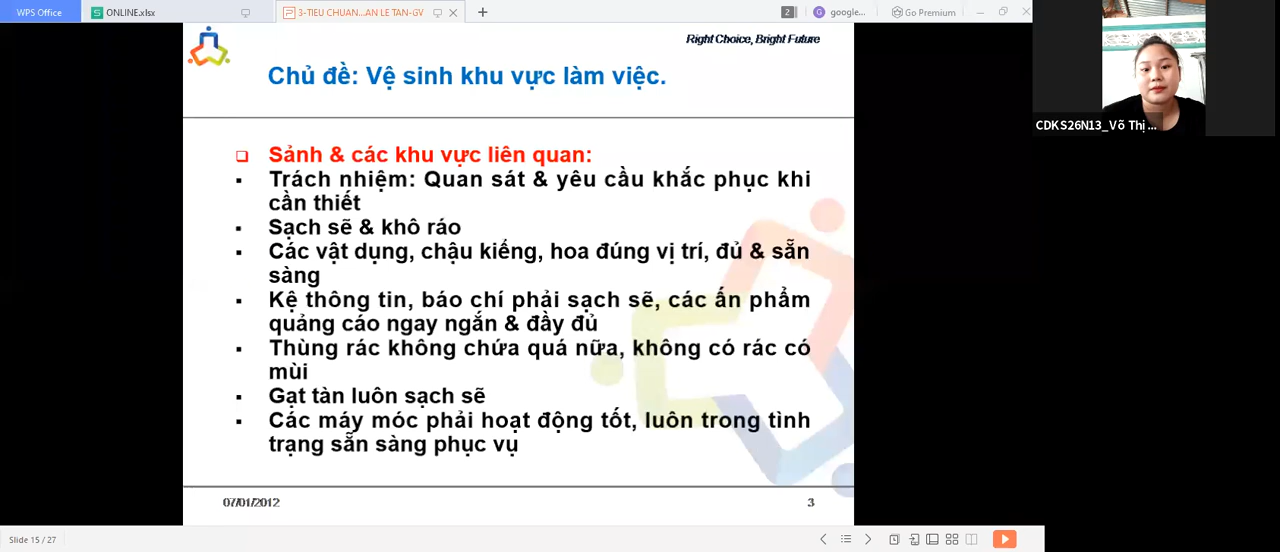 WPS Office
ONLINE.xlsx
3-TIEU CHUAN...AN LE TAN-GV
2
G
google...
Go Premium
Right Choice, Bright Future
Chủ đề: Vệ sinh khu vực làm việc.
CDKS26N13_Võ Thị ...
Sảnh & các khu vực liên quan:
Trách nhiệm: Quan sát & yêu cầu khắc phục khi
cần thiết
Sạch sẽ & khô ráo
Các vật dụng, chậu kiếng, hoa đúng vị trí, đủ & sẵn
sàng
Kệ thông tin, báo chí phải sạch sẽ, các ấn phẩm
quảng cáo ngay ngắn & đầy đủ
Thùng rác không chứa quá nữa, không có rác có
mùi
Gạt tàn luôn sạch sẽ
Các máy móc phải hoạt động tốt, luôn trong tình
trạng sẵn sàng phục vụ
07/01/2012
3
Slide 15 / 27